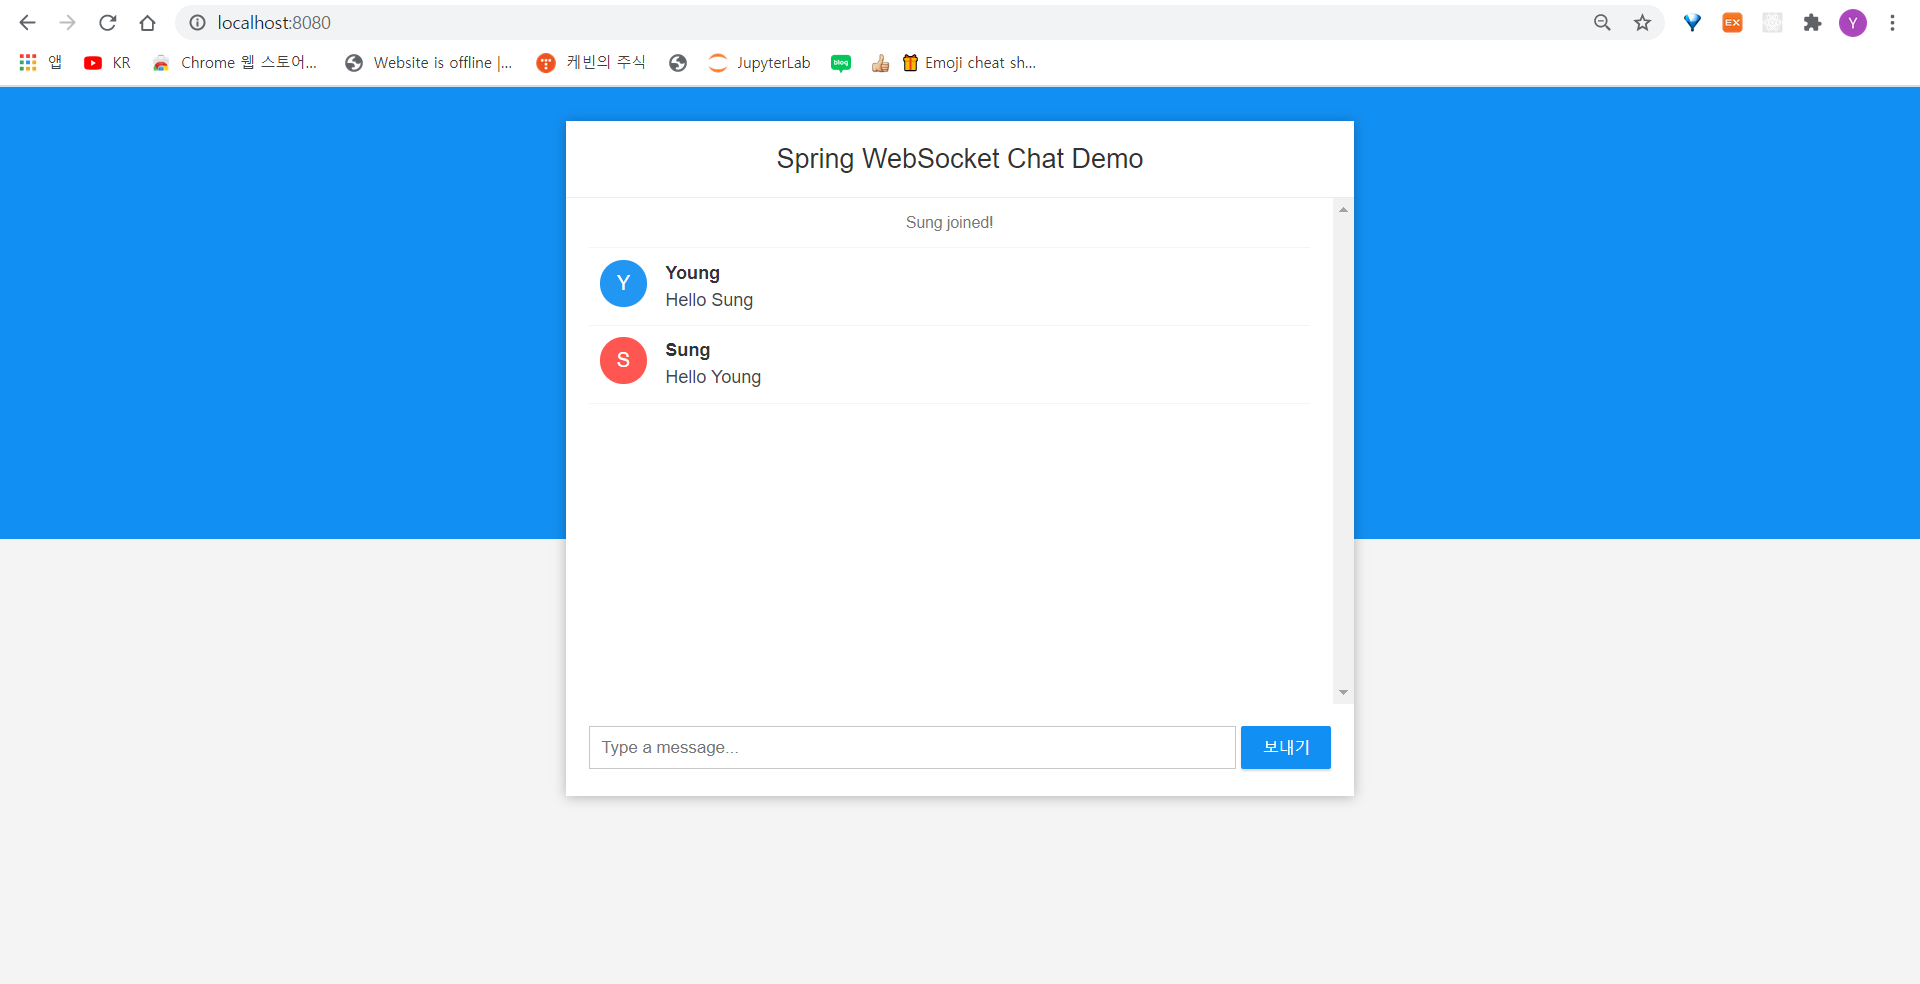 localhost:8080
Y
앱 KR Chrome 웹 스토어... Website is offline |... 케빈의 주식 JupyterLab blog Emoji cheat sh...
EX
Spring WebSocket Chat Demo
Sung joined!
Y
Young
Hello Sung
S
Sung
Hello Young
Type a message...
보내기